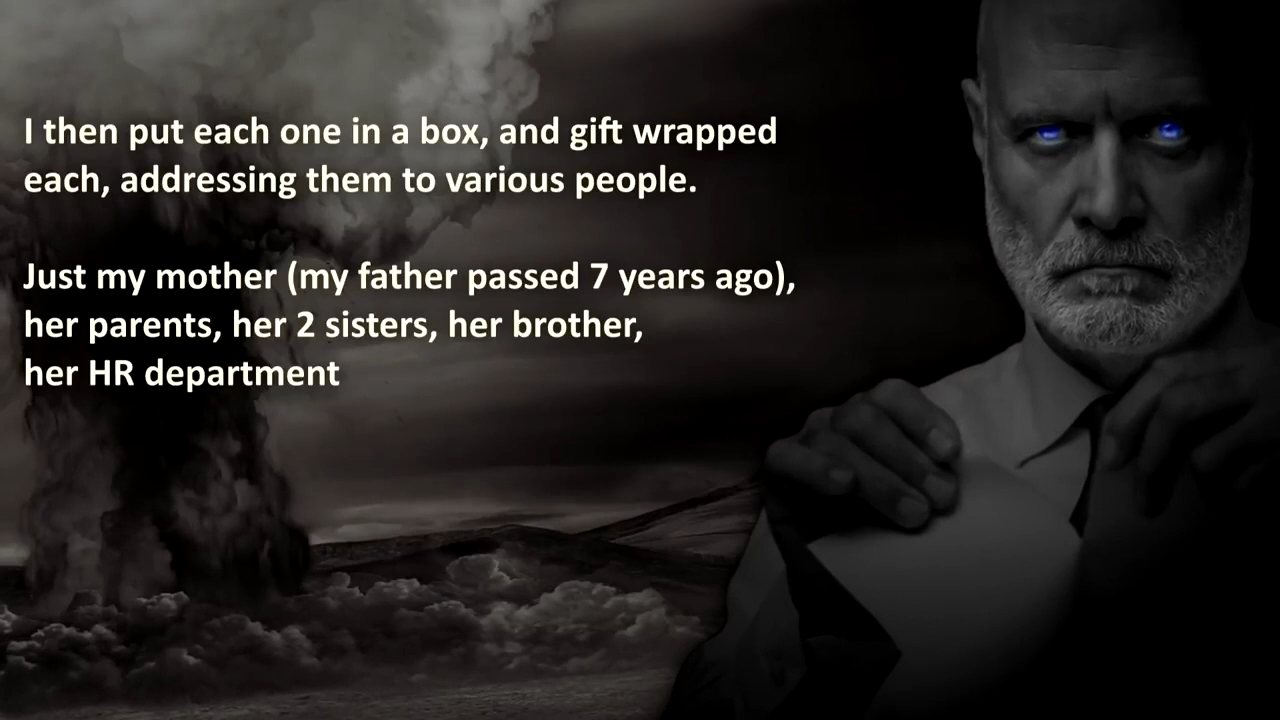 I then put each one in a box, and gift wrapped
each, addressing them to various people.
Just my mother (my father passed 7 years ago),
her parents, her 2 sisters, her brother,
her HR department